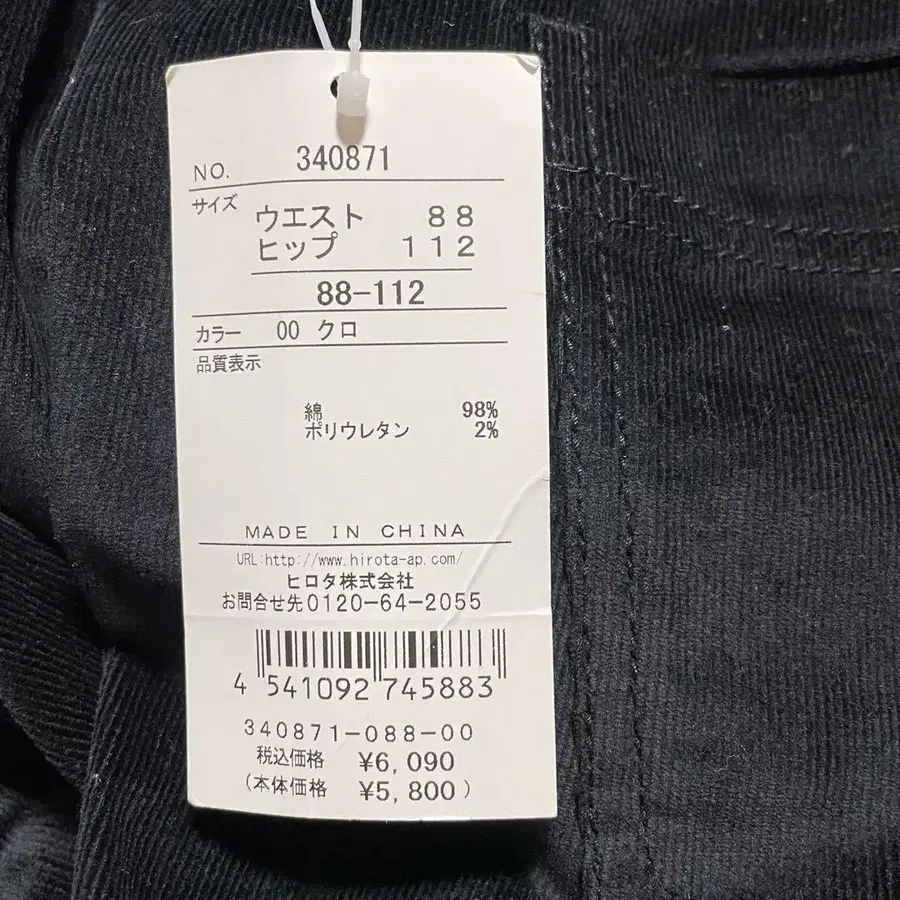 NO. 340871
サイズ
ウエスト 88
ヒップ 112
88-112
カラー 00 クロ
品質表示
綿 98%
ポリウレタン 2%
MADE IN CHINA
URL:http://www.hirota-ap.com/
ヒロタ株式会社
お問合せ先0120-64-2055
4 541092 745883
340871-088-00
税込価格 ¥6,090
(本体価格 ¥5,800)